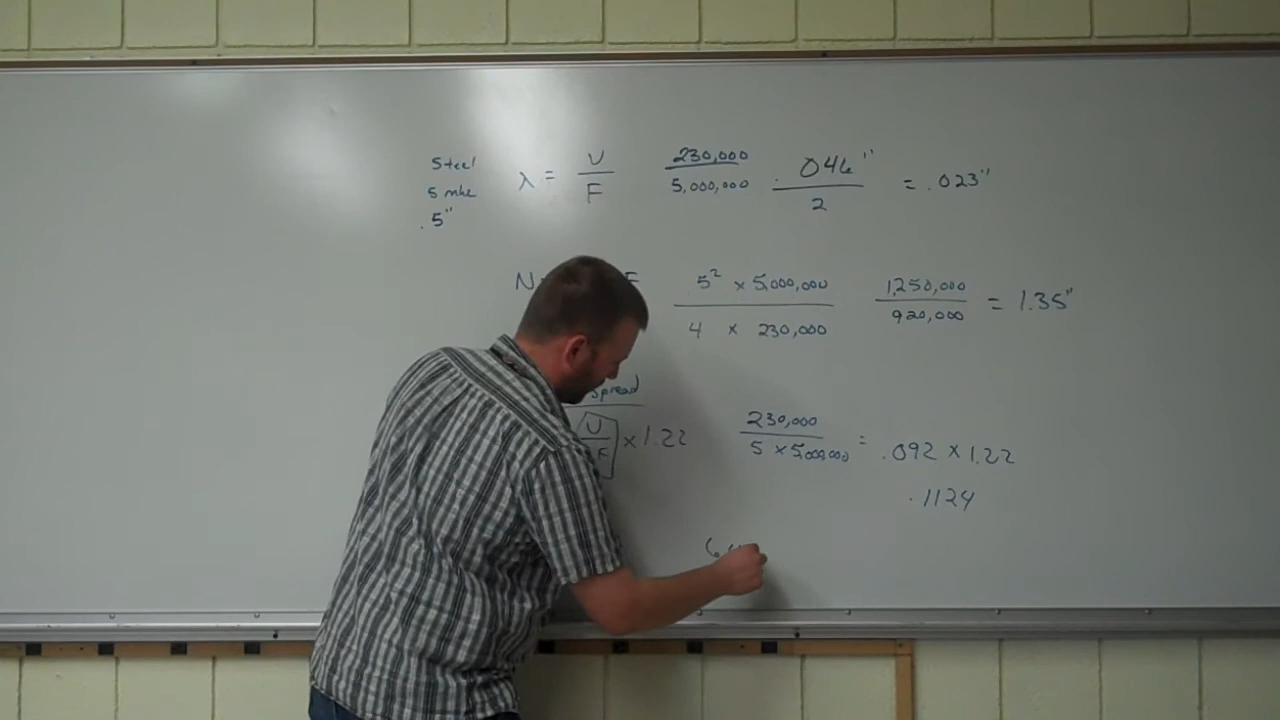 Steel
5 mhz
.5"
λ = V / F
230,000 / 5,000,000
.046" / 2 = .023"
N= F
.5² × 5,000,000 / 4 × 230,000
1,250,000 / 920,000 = 1.35"
Spread
V / F × 1.22
230,000 / .5 × 5,000,000 = .092 × 1.22
.1124